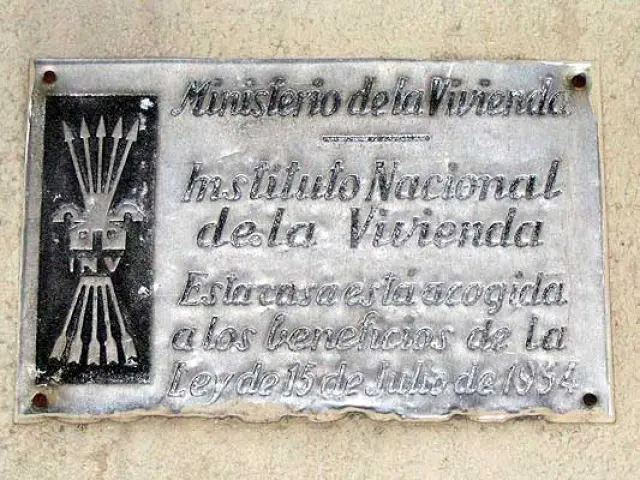 Ministerio de la Vivienda
Instituto Nacional
de la Vivienda
Esta casa está acogida
a los beneficios de la
Ley de 15 de Julio de 1954
INV